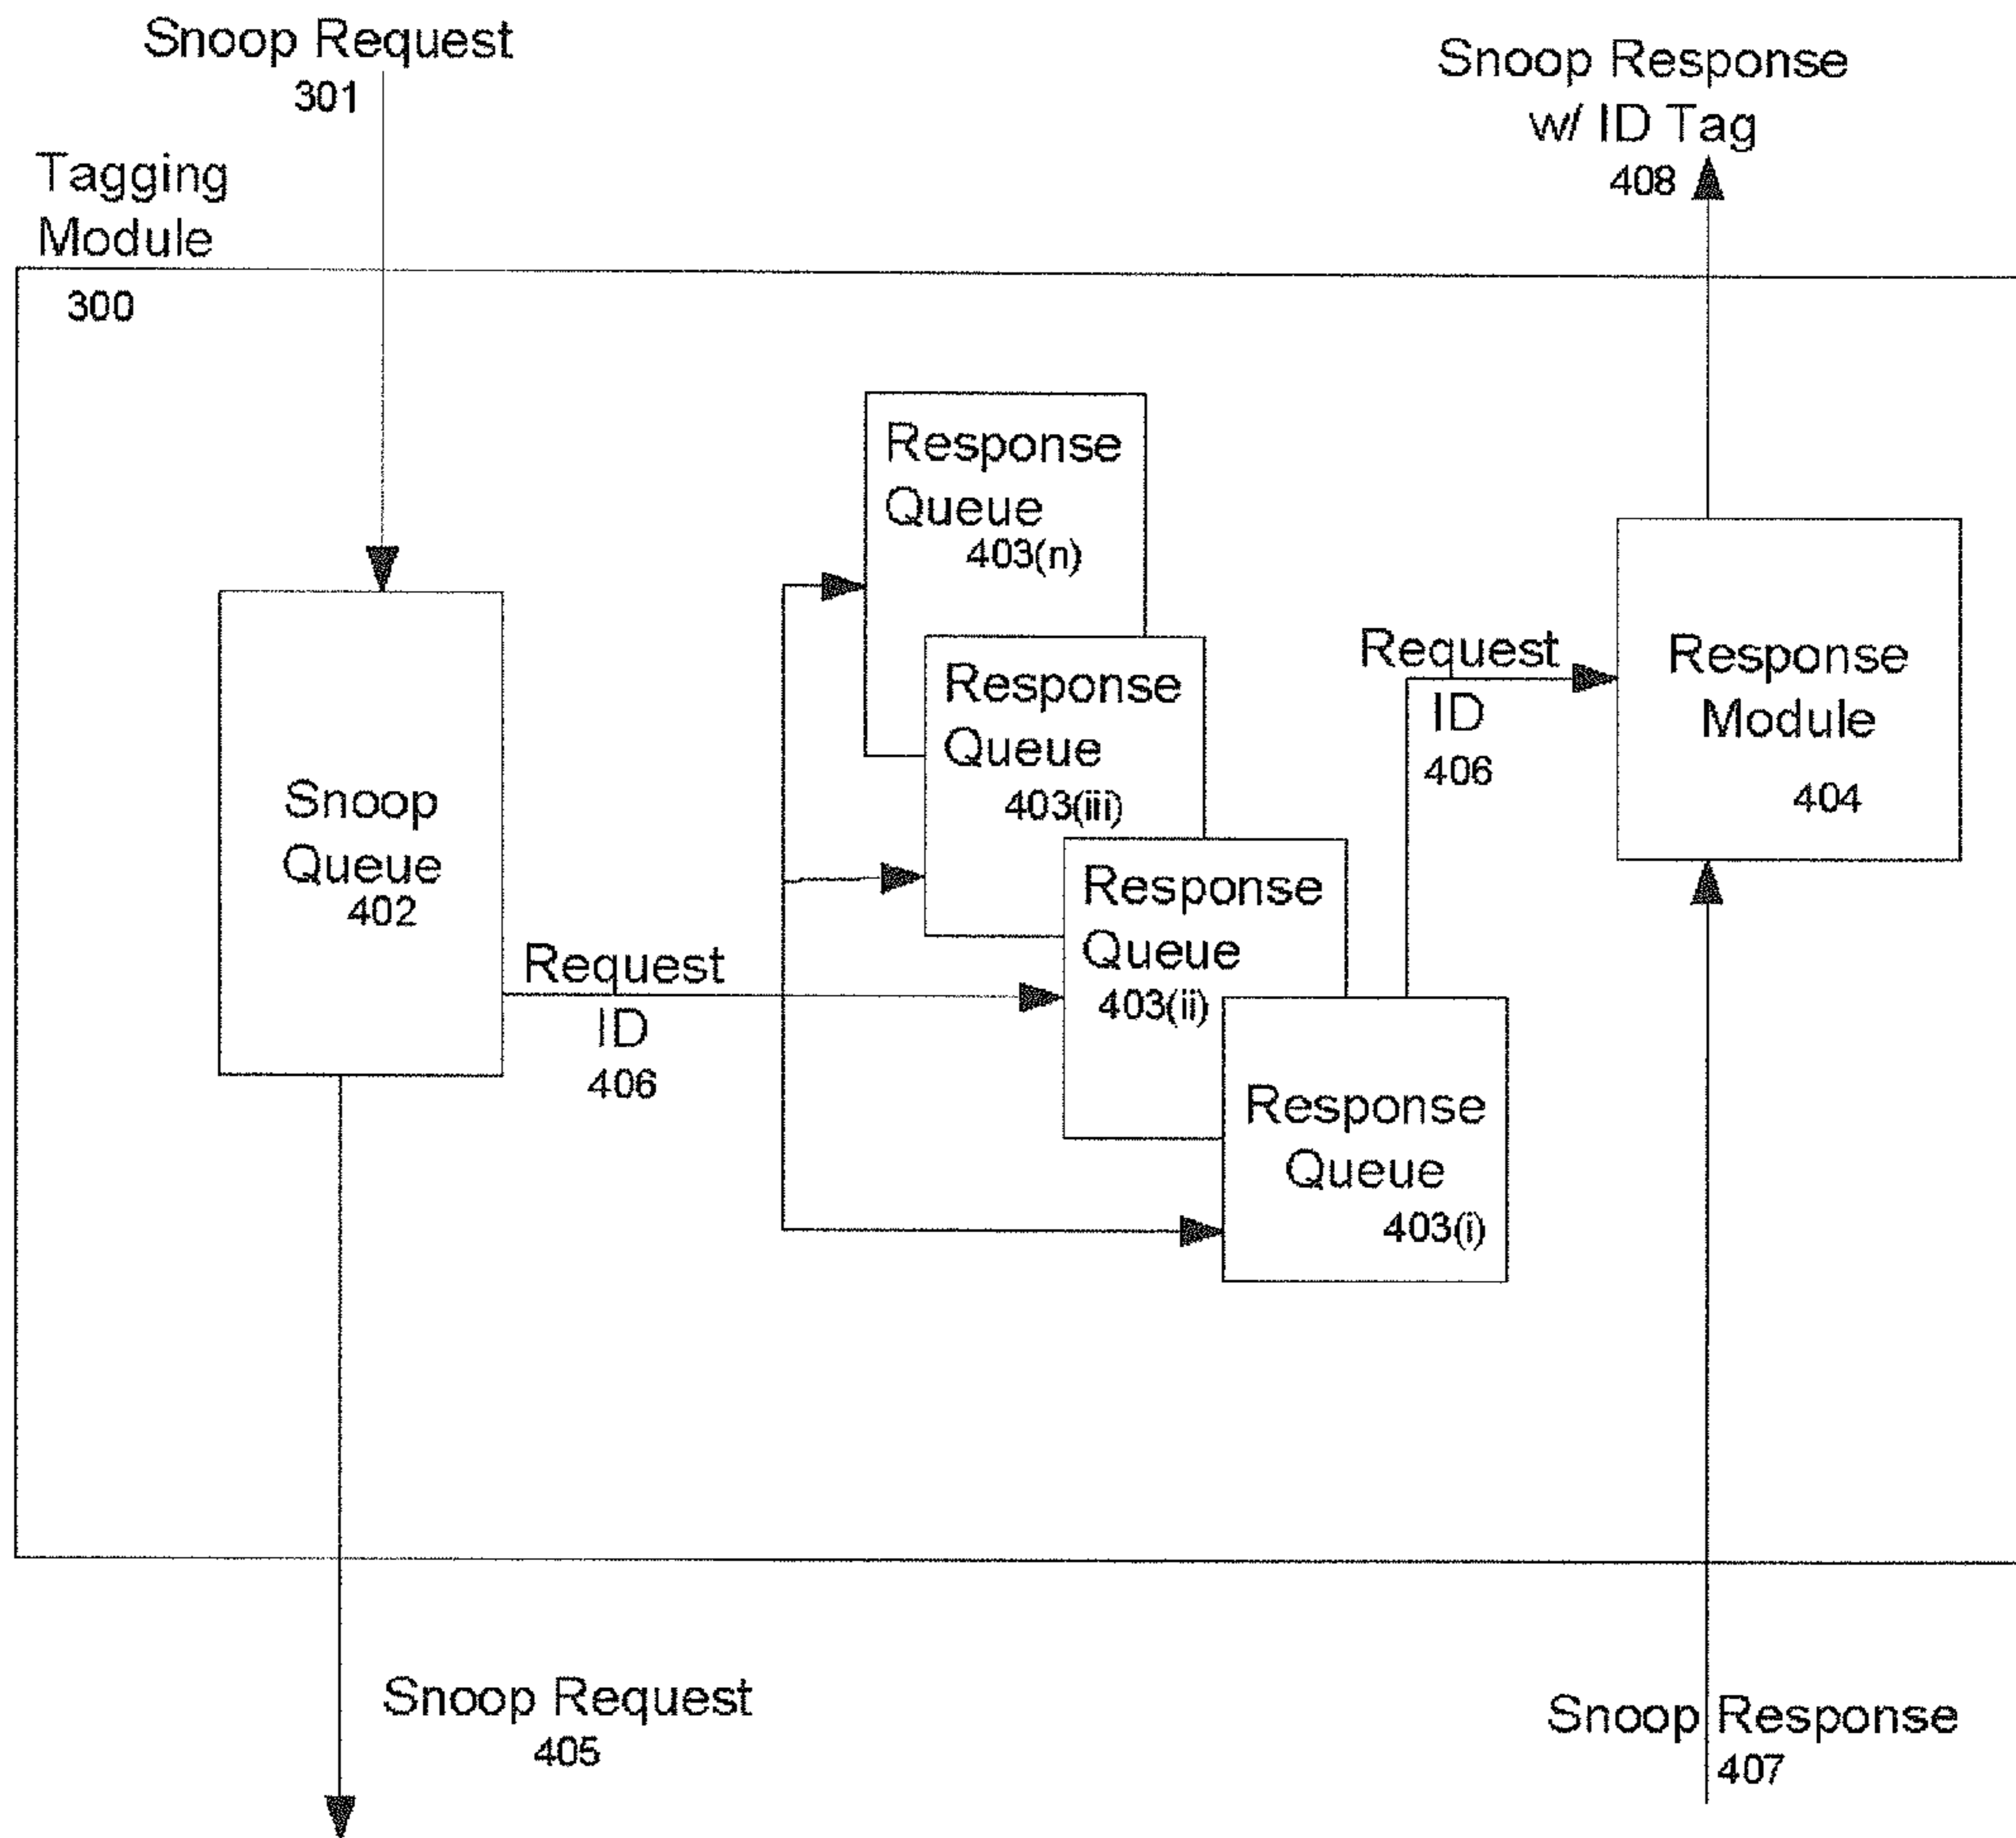 Snoop Request
301
Snoop Response
w/ ID Tag
408
Tagging
Module
300
Response
Queue
403(n)
Response
Queue
403(iii)
Request
ID
406
Response
Module
404
Snoop
Queue
402
Response
Queue
403(ii)
Request
ID
406
Response
Queue
403(i)
Snoop Request
405
Snoop Response
407